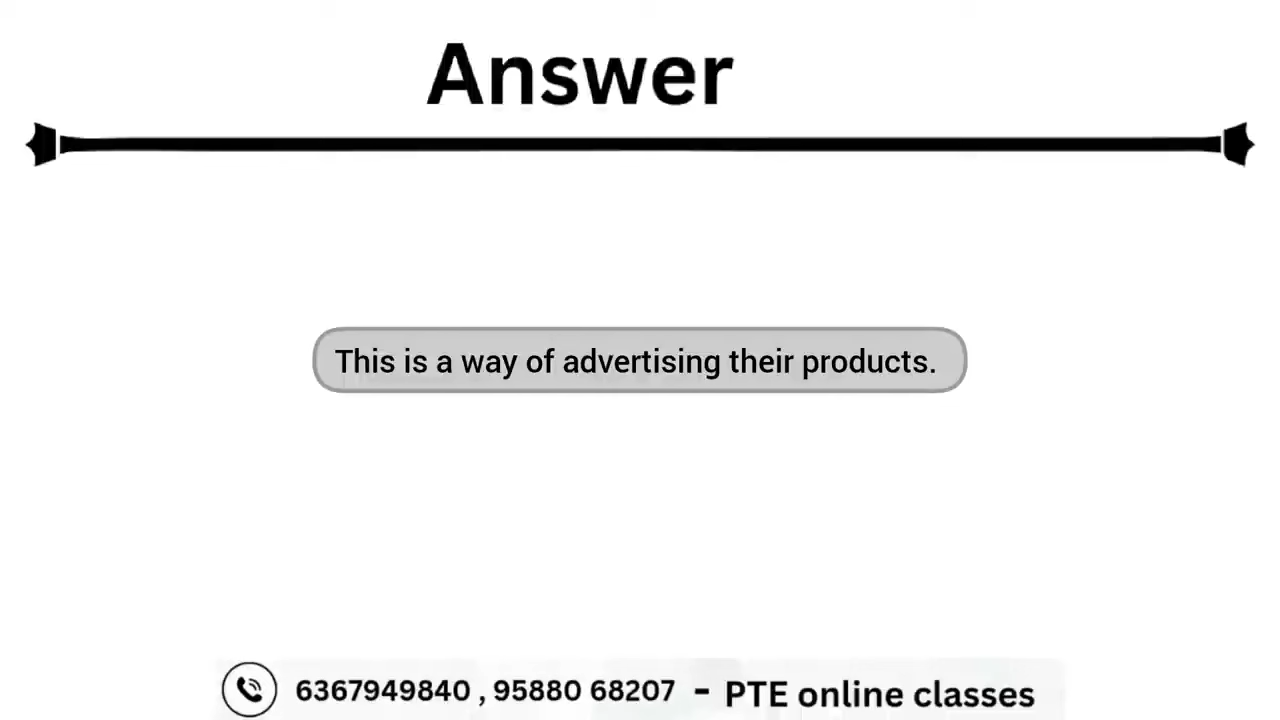 Answer
This is a way of advertising their products.
6367949840 , 95880 68207 - PTE online classes